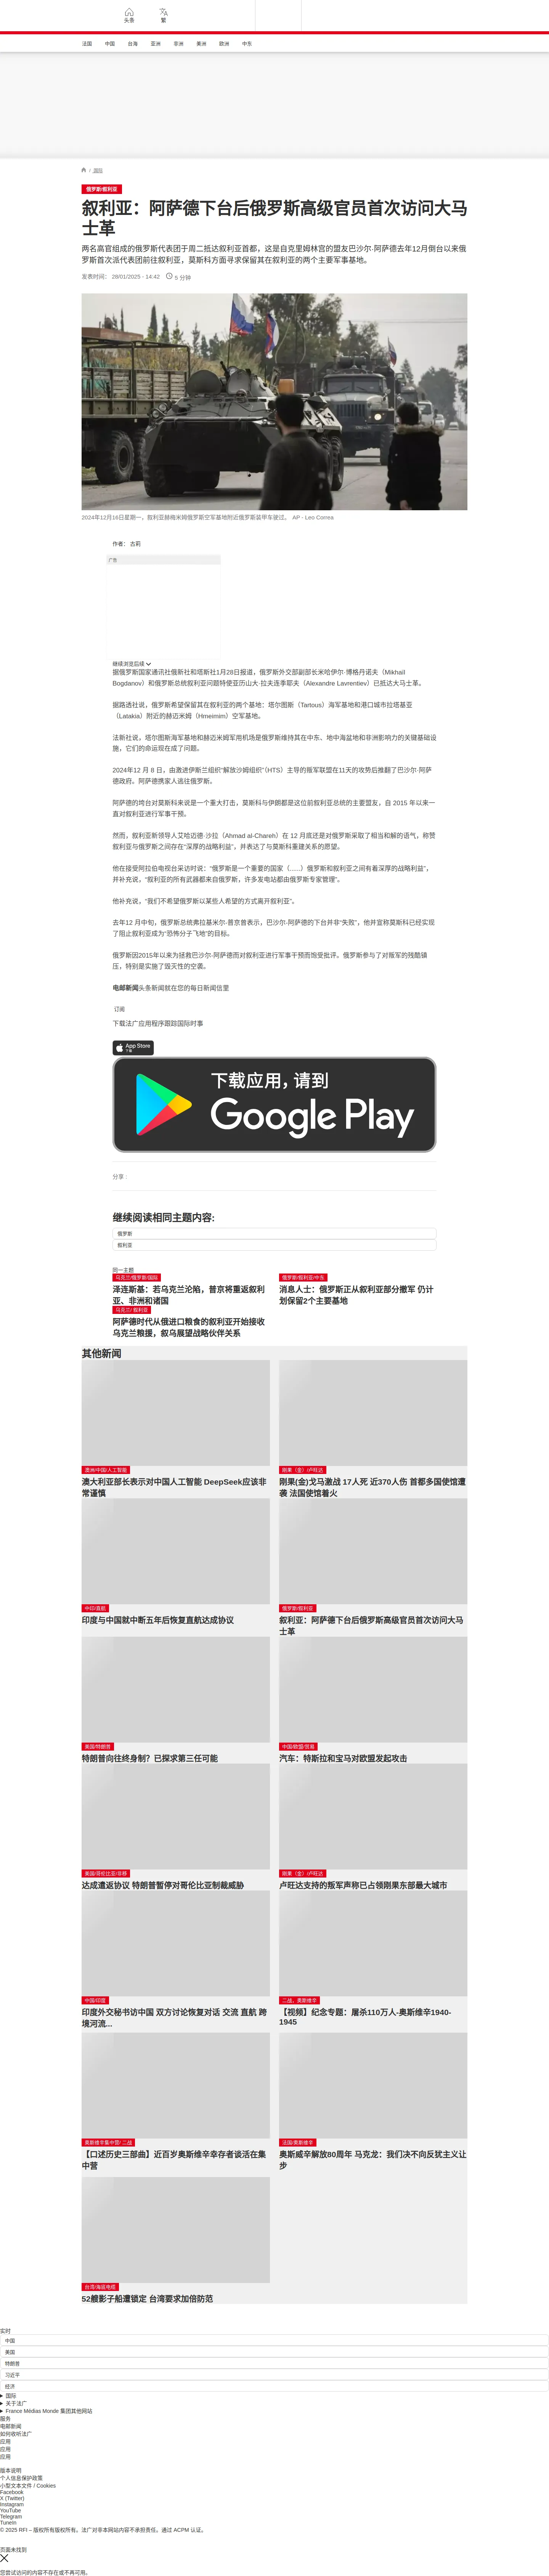 头条
繁
法国
中国
台海
亚洲
非洲
美洲
欧洲
中东
/ 国际
俄罗斯/叙利亚
叙利亚：阿萨德下台后俄罗斯高级官员首次访问大马
士革
两名高官组成的俄罗斯代表团于周二抵达叙利亚首都，这是自克里姆林宫的盟友巴沙尔·阿萨德去年12月倒台以来俄
罗斯首次派代表团前往叙利亚，莫斯科方面寻求保留其在叙利亚的两个主要军事基地。
发表时间： 28/01/2025 - 14:42 5 分钟
2024年12月16日星期一，叙利亚赫梅米姆俄罗斯空军基地附近俄罗斯装甲车驶过。 AP - Leo Correa
作者： 古莉
广告
继续浏览后续
据俄罗斯国家通讯社俄新社和塔斯社1月28日报道，俄罗斯外交部副部长米哈伊尔·博格丹诺夫（Mikhaïl
Bogdanov）和俄罗斯总统叙利亚问题特使亚历山大·拉夫连季耶夫（Alexandre Lavrentiev）已抵达大马士革。
据路透社说，俄罗斯希望保留其在叙利亚的两个基地：塔尔图斯（Tartous）海军基地和港口城市拉塔基亚
（Latakia）附近的赫迈米姆（Hmeimim）空军基地。
法新社说，塔尔图斯海军基地和赫迈米姆军用机场是俄罗斯维持其在中东、地中海盆地和非洲影响力的关键基础设
施，它们的命运现在成了问题。
2024年12 月 8 日，由激进伊斯兰组织"解放沙姆组织"（HTS）主导的叛军联盟在11天的攻势后推翻了巴沙尔·阿萨
德政府。阿萨德携家人逃往俄罗斯。
阿萨德的垮台对莫斯科来说是一个重大打击，莫斯科与伊朗都是这位前叙利亚总统的主要盟友，自 2015 年以来一
直对叙利亚进行军事干预。
然而，叙利亚新领导人艾哈迈德·沙拉（Ahmad al-Chareh）在 12 月底还是对俄罗斯采取了相当和解的语气，称赞
叙利亚与俄罗斯之间存在"深厚的战略利益"，并表达了与莫斯科重建关系的愿望。
他在接受阿拉伯电视台采访时说："俄罗斯是一个重要的国家（……）俄罗斯和叙利亚之间有着深厚的战略利益"，
并补充说，"叙利亚的所有武器都来自俄罗斯，许多发电站都由俄罗斯专家管理"。
他补充说，"我们不希望俄罗斯以某些人希望的方式离开叙利亚"。
去年12 月中旬，俄罗斯总统弗拉基米尔-普京曾表示，巴沙尔-阿萨德的下台并非"失败"，他并宣称莫斯科已经实现
了阻止叙利亚成为"恐怖分子飞地"的目标。
俄罗斯因2015年以来为拯救巴沙尔-阿萨德而对叙利亚进行军事干预而饱受批评。俄罗斯参与了对叛军的残酷镇
压，特别是实施了毁灭性的空袭。
电邮新闻头条新闻就在您的每日新闻信里
订阅
下载法广应用程序跟踪国际时事
App Store
下载
下载应用，请到
Google Play
分享 :
继续阅读相同主题内容:
俄罗斯
叙利亚
同一主题
乌克兰/俄罗斯/国际
泽连斯基：若乌克兰沦陷，普京将重返叙利
亚、非洲和诸国
俄罗斯/叙利亚/中东
消息人士：俄罗斯正从叙利亚部分撤军 仍计
划保留2个主要基地
乌克兰/ 叙利亚
阿萨德时代从俄进口粮食的叙利亚开始接收
乌克兰粮援，叙乌展望战略伙伴关系
其他新闻
澳洲/中国/人工智能
澳大利亚部长表示对中国人工智能 DeepSeek应该非
常谨慎
刚果（金）/卢旺达
刚果(金)戈马激战 17人死 近370人伤 首都多国使馆遭
袭 法国使馆着火
中印/直航
印度与中国就中断五年后恢复直航达成协议
俄罗斯/叙利亚
叙利亚：阿萨德下台后俄罗斯高级官员首次访问大马
士革
美国/特朗普
特朗普向往终身制？已探求第三任可能
中国/欧盟/贸易
汽车：特斯拉和宝马对欧盟发起攻击
美国/哥伦比亚/非移
达成遣返协议 特朗普暂停对哥伦比亚制裁威胁
刚果（金）/卢旺达
卢旺达支持的叛军声称已占领刚果东部最大城市
中国/印度
印度外交秘书访中国 双方讨论恢复对话 交流 直航 跨
境河流...
二战，奥斯维辛
【视频】纪念专题：屠杀110万人-奥斯维辛1940-
1945
奥斯维辛集中营/ 二战
【口述历史三部曲】近百岁奥斯维辛幸存者谈活在集
中营
法国/奥斯维辛
奥斯威辛解放80周年 马克龙：我们决不向反犹主义让
步
台湾/海底电缆
52艘影子船遭锁定 台湾要求加倍防范
实时
中国
美国
特朗普
习近平
经济
国际
关于法广
France Médias Monde 集团其他网站
服务
电邮新闻
如何收听法广
应用
应用
应用
版本说明
个人信息保护政策
小型文本文件 / Cookies
Facebook
X (Twitter)
Instagram
YouTube
Telegram
TuneIn
© 2025 RFI – 版权所有版权所有。法广对非本网站内容不承担责任。通过 ACPM 认证。
页面未找到
您尝试访问的内容不存在或不再可用。